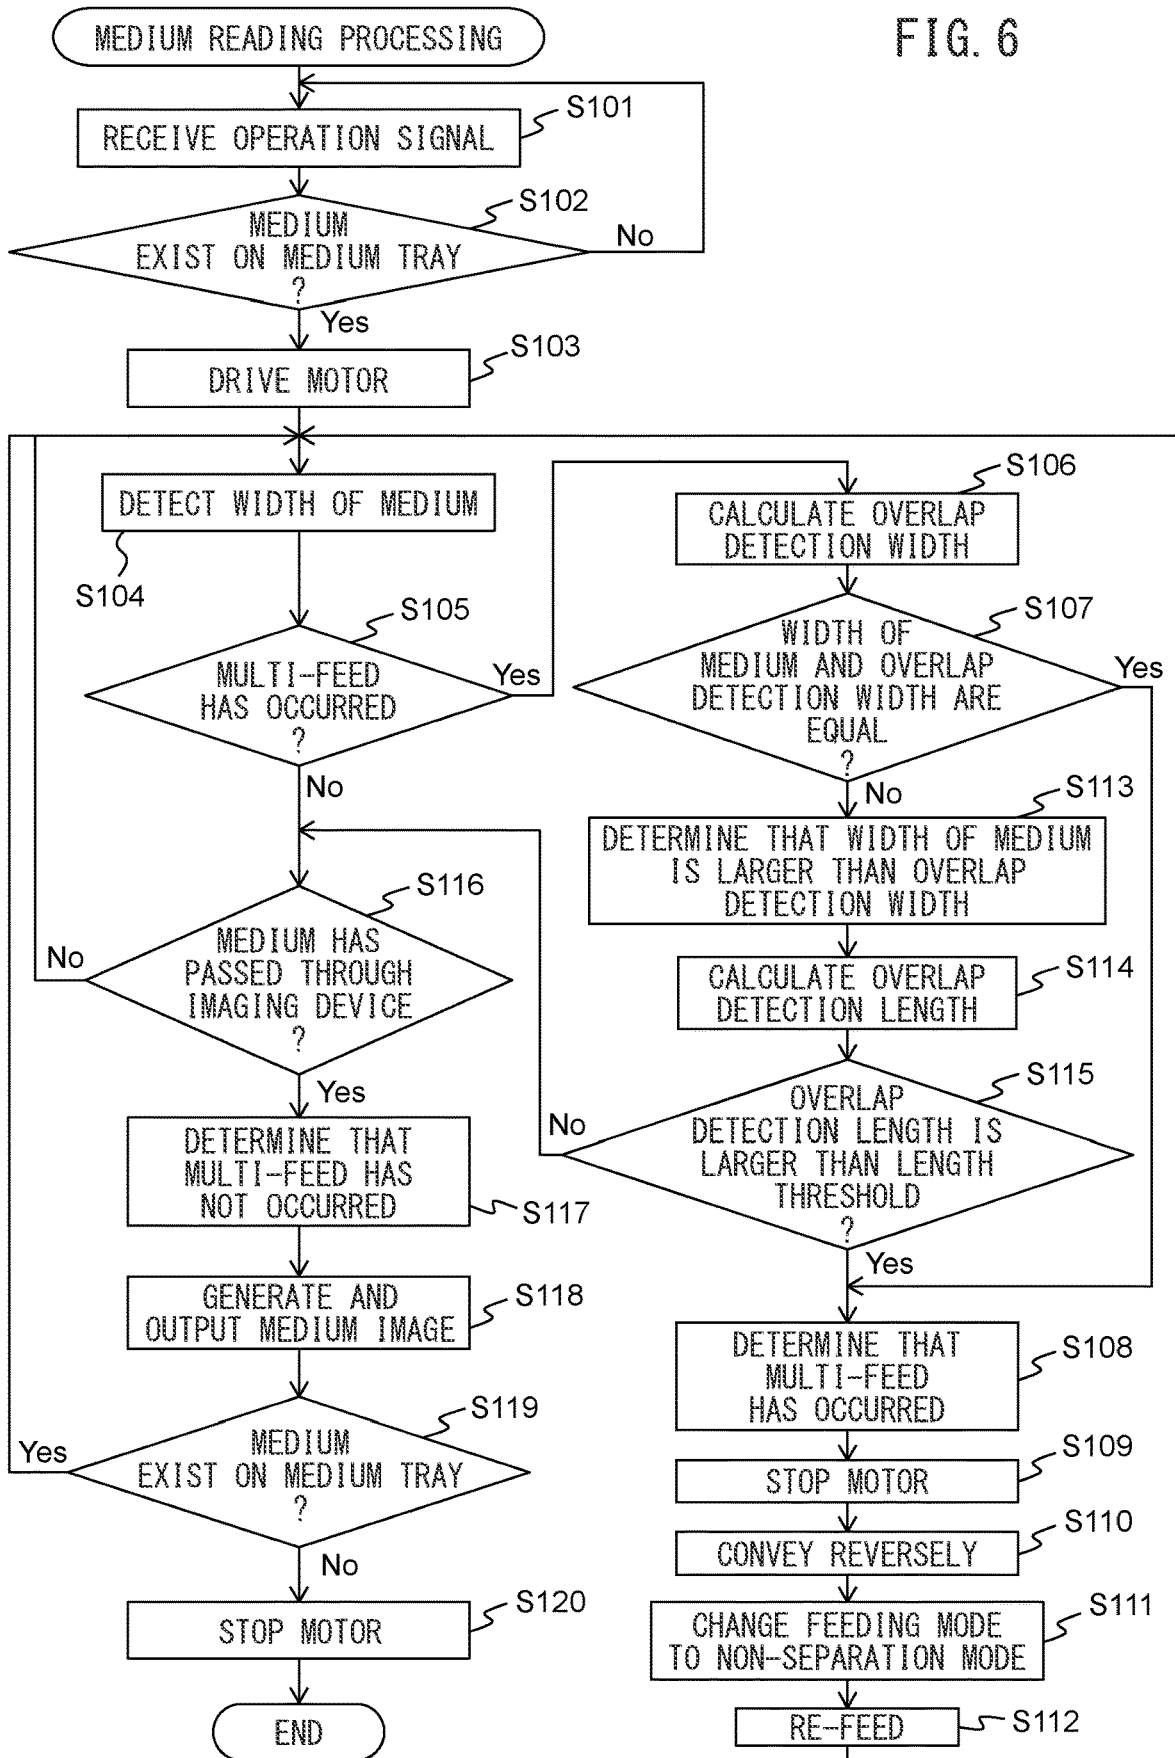 FIG. 6
MEDIUM READING PROCESSING
RECEIVE OPERATION SIGNAL
S101
MEDIUM
EXIST ON MEDIUM TRAY
?
S102
No
Yes
DRIVE MOTOR
S103
DETECT WIDTH OF MEDIUM
S104
MULTI-FEED
HAS OCCURRED
?
S105
Yes
No
CALCULATE OVERLAP
DETECTION WIDTH
S106
WIDTH OF
MEDIUM AND OVERLAP
DETECTION WIDTH ARE
EQUAL
?
S107
Yes
No
DETERMINE THAT WIDTH OF MEDIUM
IS LARGER THAN OVERLAP
DETECTION WIDTH
S113
CALCULATE OVERLAP
DETECTION LENGTH
S114
OVERLAP
DETECTION LENGTH IS
LARGER THAN LENGTH
THRESHOLD
?
S115
No
Yes
MEDIUM HAS
PASSED THROUGH
IMAGING DEVICE
?
S116
No
Yes
DETERMINE THAT
MULTI-FEED HAS
NOT OCCURRED
S117
GENERATE AND
OUTPUT MEDIUM IMAGE
S118
MEDIUM
EXIST ON MEDIUM TRAY
?
S119
Yes
No
STOP MOTOR
S120
END
DETERMINE THAT
MULTI-FEED
HAS OCCURRED
S108
STOP MOTOR
S109
CONVEY REVERSELY
S110
CHANGE FEEDING MODE
TO NON-SEPARATION MODE
S111
RE-FEED
S112